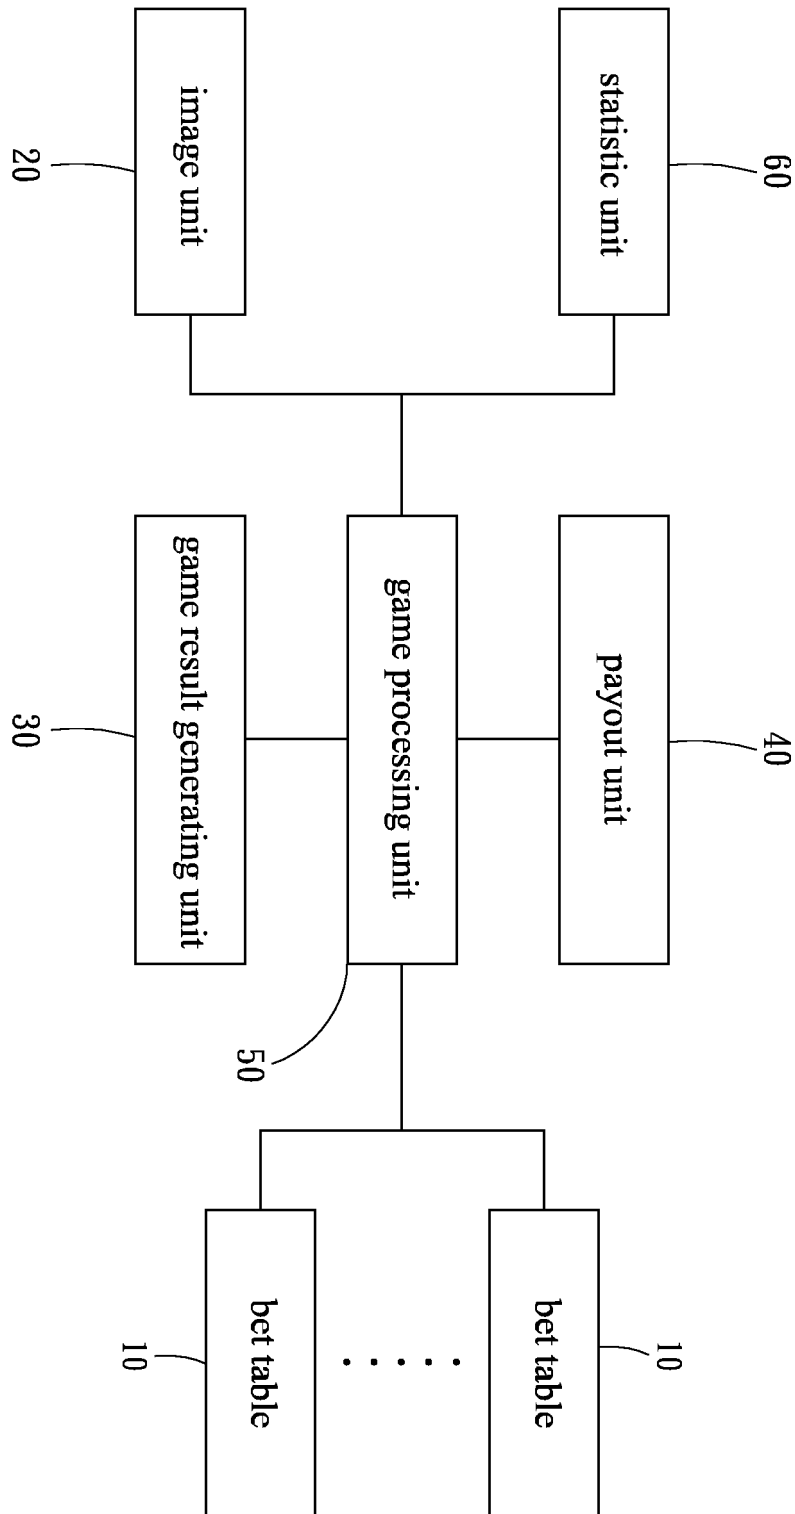 60
statistic unit
image unit
20
40
payout unit
game processing unit
game result generating unit
30
50
10
bet table
bet table
10